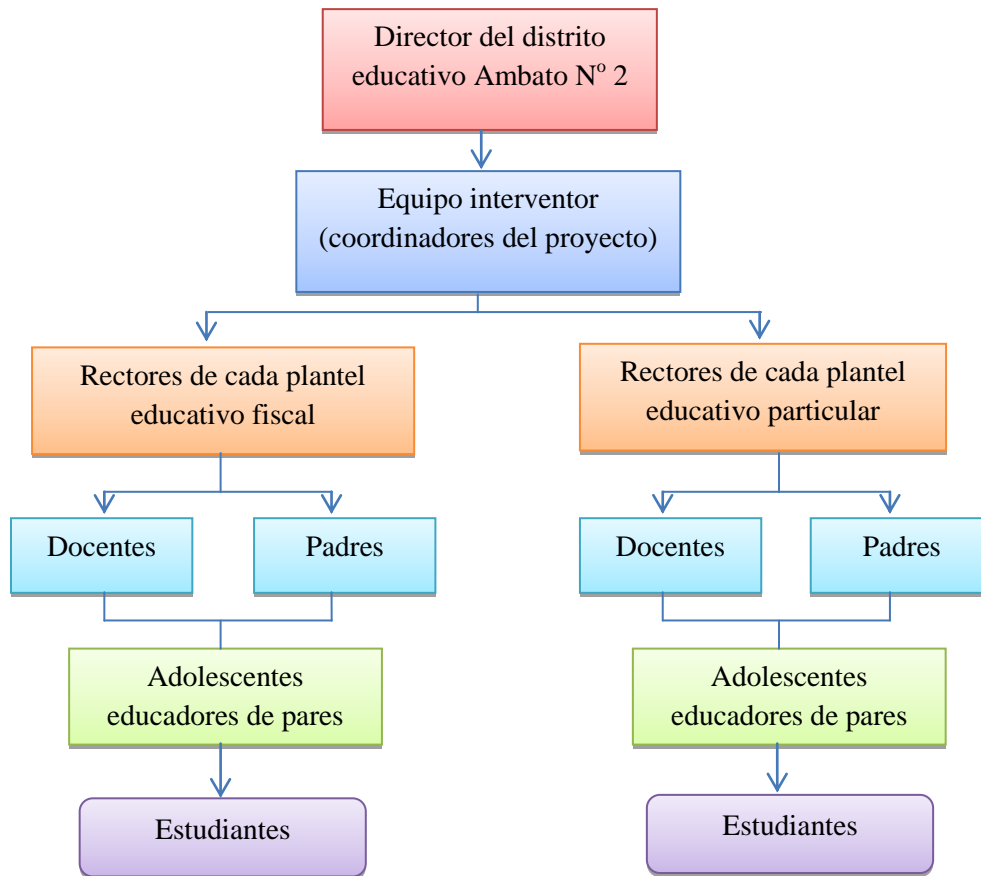 Director del distrito
educativo Ambato Nº 2
Equipo interventor
(coordinadores del proyecto)
Rectores de cada plantel
educativo fiscal
Rectores de cada plantel
educativo particular
Docentes
Padres
Docentes
Padres
Adolescentes
educadores de pares
Adolescentes
educadores de pares
Estudiantes
Estudiantes